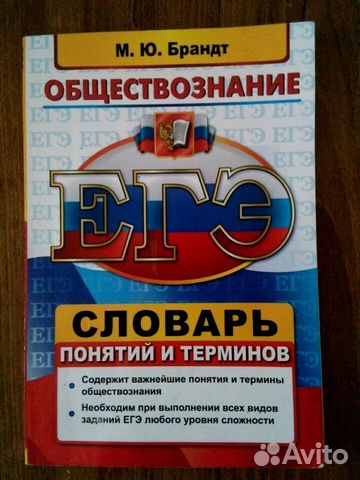 М. Ю. Брандт
ОБЩЕСТВОЗНАНИЕ
ЕГЭ
СЛОВАРЬ
ПОНЯТИЙ И ТЕРМИНОВ
Содержит важнейшие понятия и термины
обществознания
Необходим при выполнении всех видов
заданий ЕГЭ любого уровня сложности
Avito